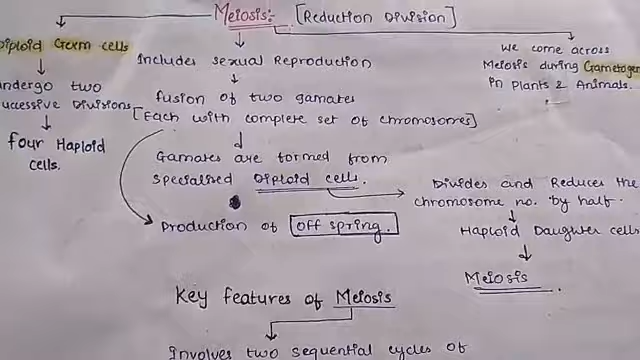 Meiosis:- [Reduction Division]
Diploid Germ cells
undergo two
successive Divisions
four Haploid
cells.
Includes sexual Reproduction
fusion of two gamates
[Each with complete set of chromosomes]
Gamates are formed from
specialised Diploid cells.
Production of off spring.
we come across
Meiosis during Gametogen
in plants & Animals.
Divides and Reduces the
chromosome no. by half.
Haploid Daughter cells
Meiosis.
Key features of Meiosis
Involves two sequential cycles of